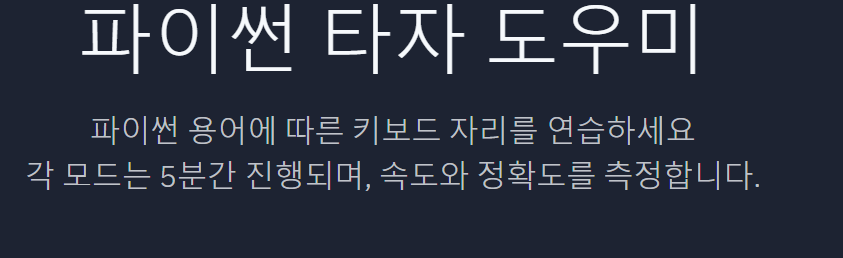 파이썬 타자 도우미
파이썬 용어에 따른 키보드 자리를 연습하세요
각 모드는 5분간 진행되며, 속도와 정확도를 측정합니다.